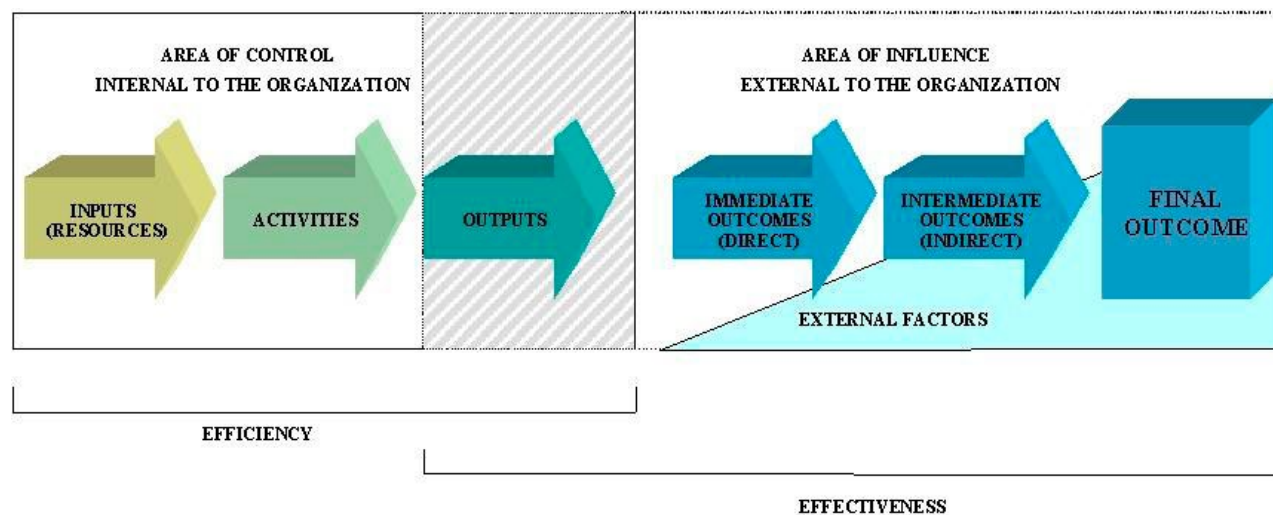 AREA OF CONTROL
INTERNAL TO THE ORGANIZATION
AREA OF INFLUENCE
EXTERNAL TO THE ORGANIZATION
INPUTS
(RESOURCES)
ACTIVITIES
OUTPUTS
IMMEDIATE
OUTCOMES
(DIRECT)
INTERMEDIATE
OUTCOMES
(INDIRECT)
FINAL
OUTCOME
EXTERNAL FACTORS
EFFICIENCY
EFFECTIVENESS